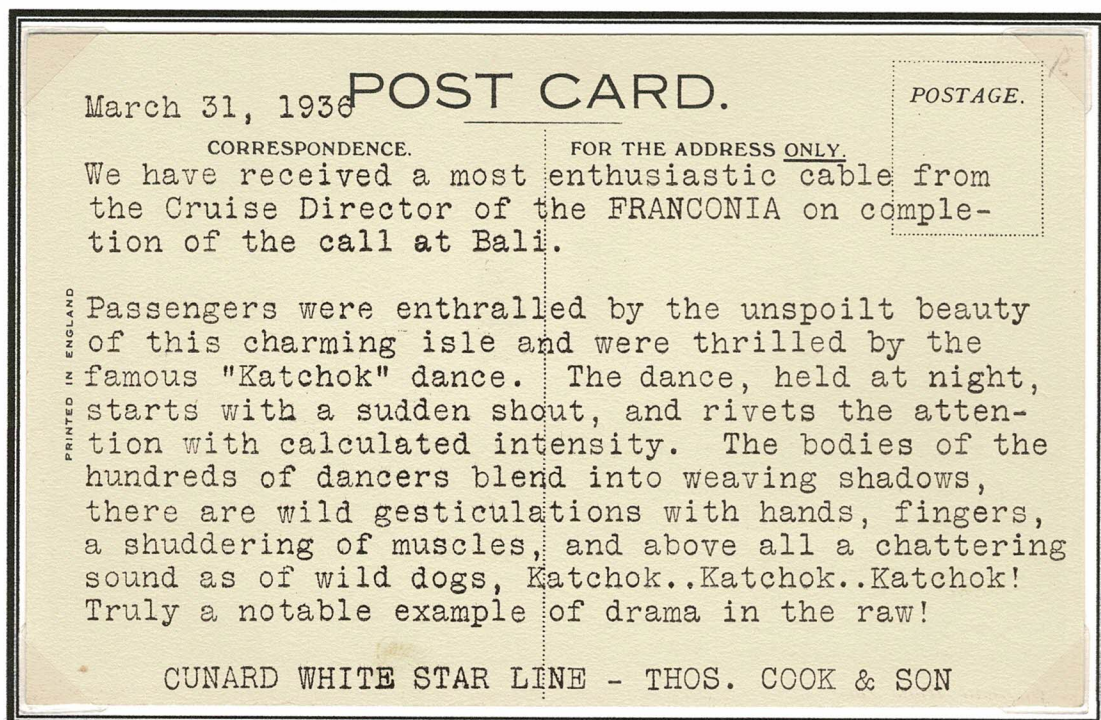 POST CARD.
March 31, 1936
POSTAGE.
CORRESPONDENCE.
FOR THE ADDRESS ONLY.
We have received a most enthusiastic cable from
the Cruise Director of the FRANCONIA on comple-
tion of the call at Bali.
PRINTED IN ENGLAND
Passengers were enthralled by the unspoilt beauty
of this charming isle and were thrilled by the
famous "Katchok" dance. The dance, held at night,
starts with a sudden shout, and rivets the atten-
tion with calculated intensity. The bodies of the
hundreds of dancers blend into weaving shadows,
there are wild gesticulations with hands, fingers,
a shuddering of muscles, and above all a chattering
sound as of wild dogs, Katchok..Katchok..Katchok!
Truly a notable example of drama in the raw!
CUNARD WHITE STAR LINE - THOS. COOK & SON